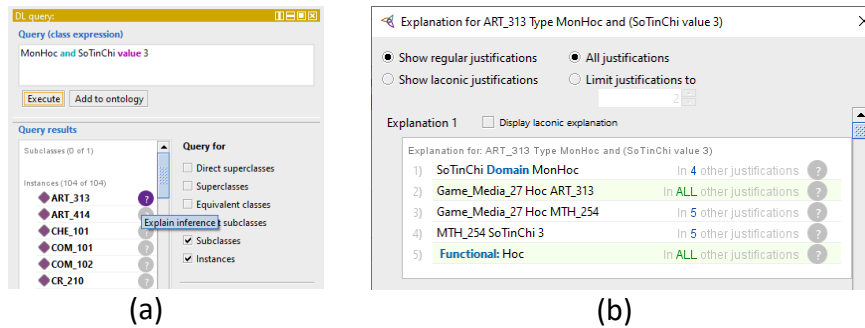 DL query:
Query (class expression)
MonHoc and SoTinChi value 3
Execute Add to ontology
Query results
Subclasses (0 of 1)
Instances (104 of 104)
ART_313
ART_414
CHE_101
COM_101
COM_102
CR_210
Explain inference
Query for
Direct superclasses
Superclasses
Equivalent classes
t subclasses
Subclasses
Instances
(a)
Explanation for ART_313 Type MonHoc and (SoTinChi value 3)
Show regular justifications All justifications
Show laconic justifications Limit justifications to
2
Explanation 1 Display laconic explanation
Explanation for: ART_313 Type MonHoc and (SoTinChi value 3)
1) SoTinChi Domain MonHoc In 4 other justifications ?
2) Game_Media_27 Hoc ART_313 In ALL other justifications ?
3) Game_Media_27 Hoc MTH_254 In 5 other justifications ?
4) MTH_254 SoTinChi 3 In 5 other justifications ?
5) Functional: Hoc In ALL other justifications ?
(b)